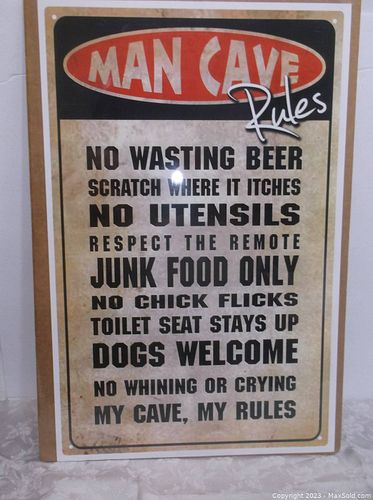 MAN CAVE
Rules
NO WASTING BEER
SCRATCH WHERE IT ITCHES
NO UTENSILS
RESPECT THE REMOTE
JUNK FOOD ONLY
NO CHICK FLICKS
TOILET SEAT STAYS UP
DOGS WELCOME
NO WHINING OR CRYING
MY CAVE, MY RULES
Copyright 2023 - MaxSold.com